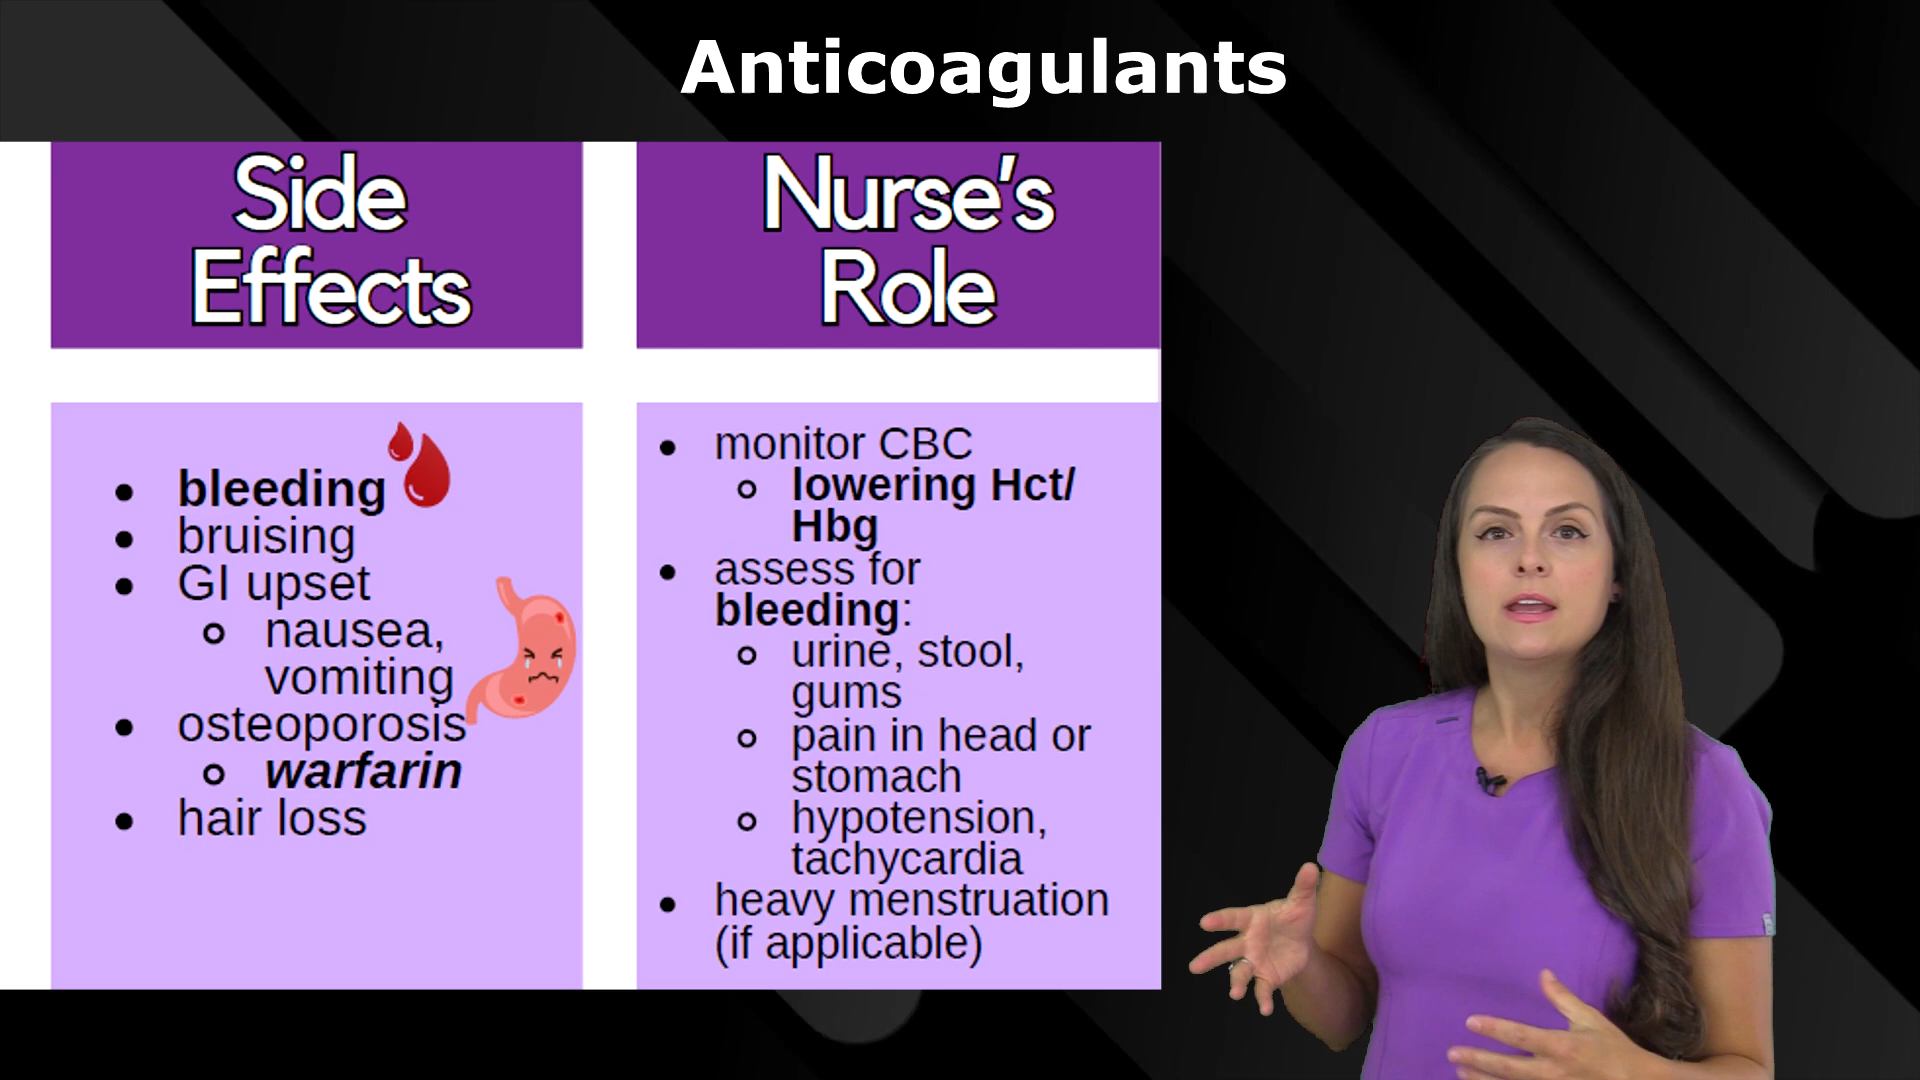 Anticoagulants
Side
Effects
• bleeding
• bruising
• GI upset
○ nausea,
vomiting
• osteoporosis
○ warfarin
• hair loss
Nurse’s
Role
• monitor CBC
○ lowering Hct/
Hbg
• assess for
bleeding:
○ urine, stool,
gums
○ pain in head or
stomach
○ hypotension,
tachycardia
• heavy menstruation
(if applicable)